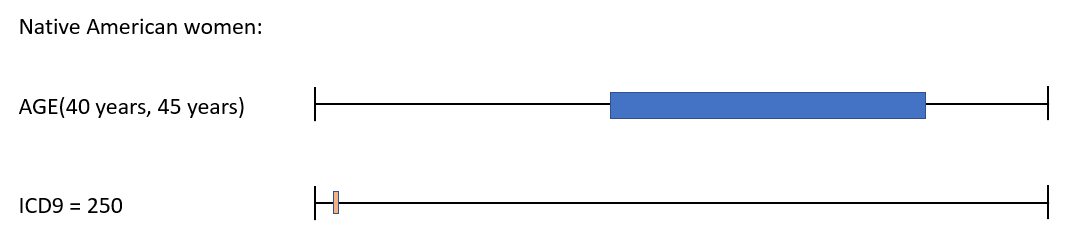 Native American women:
AGE(40 years, 45 years)
ICD9 = 250